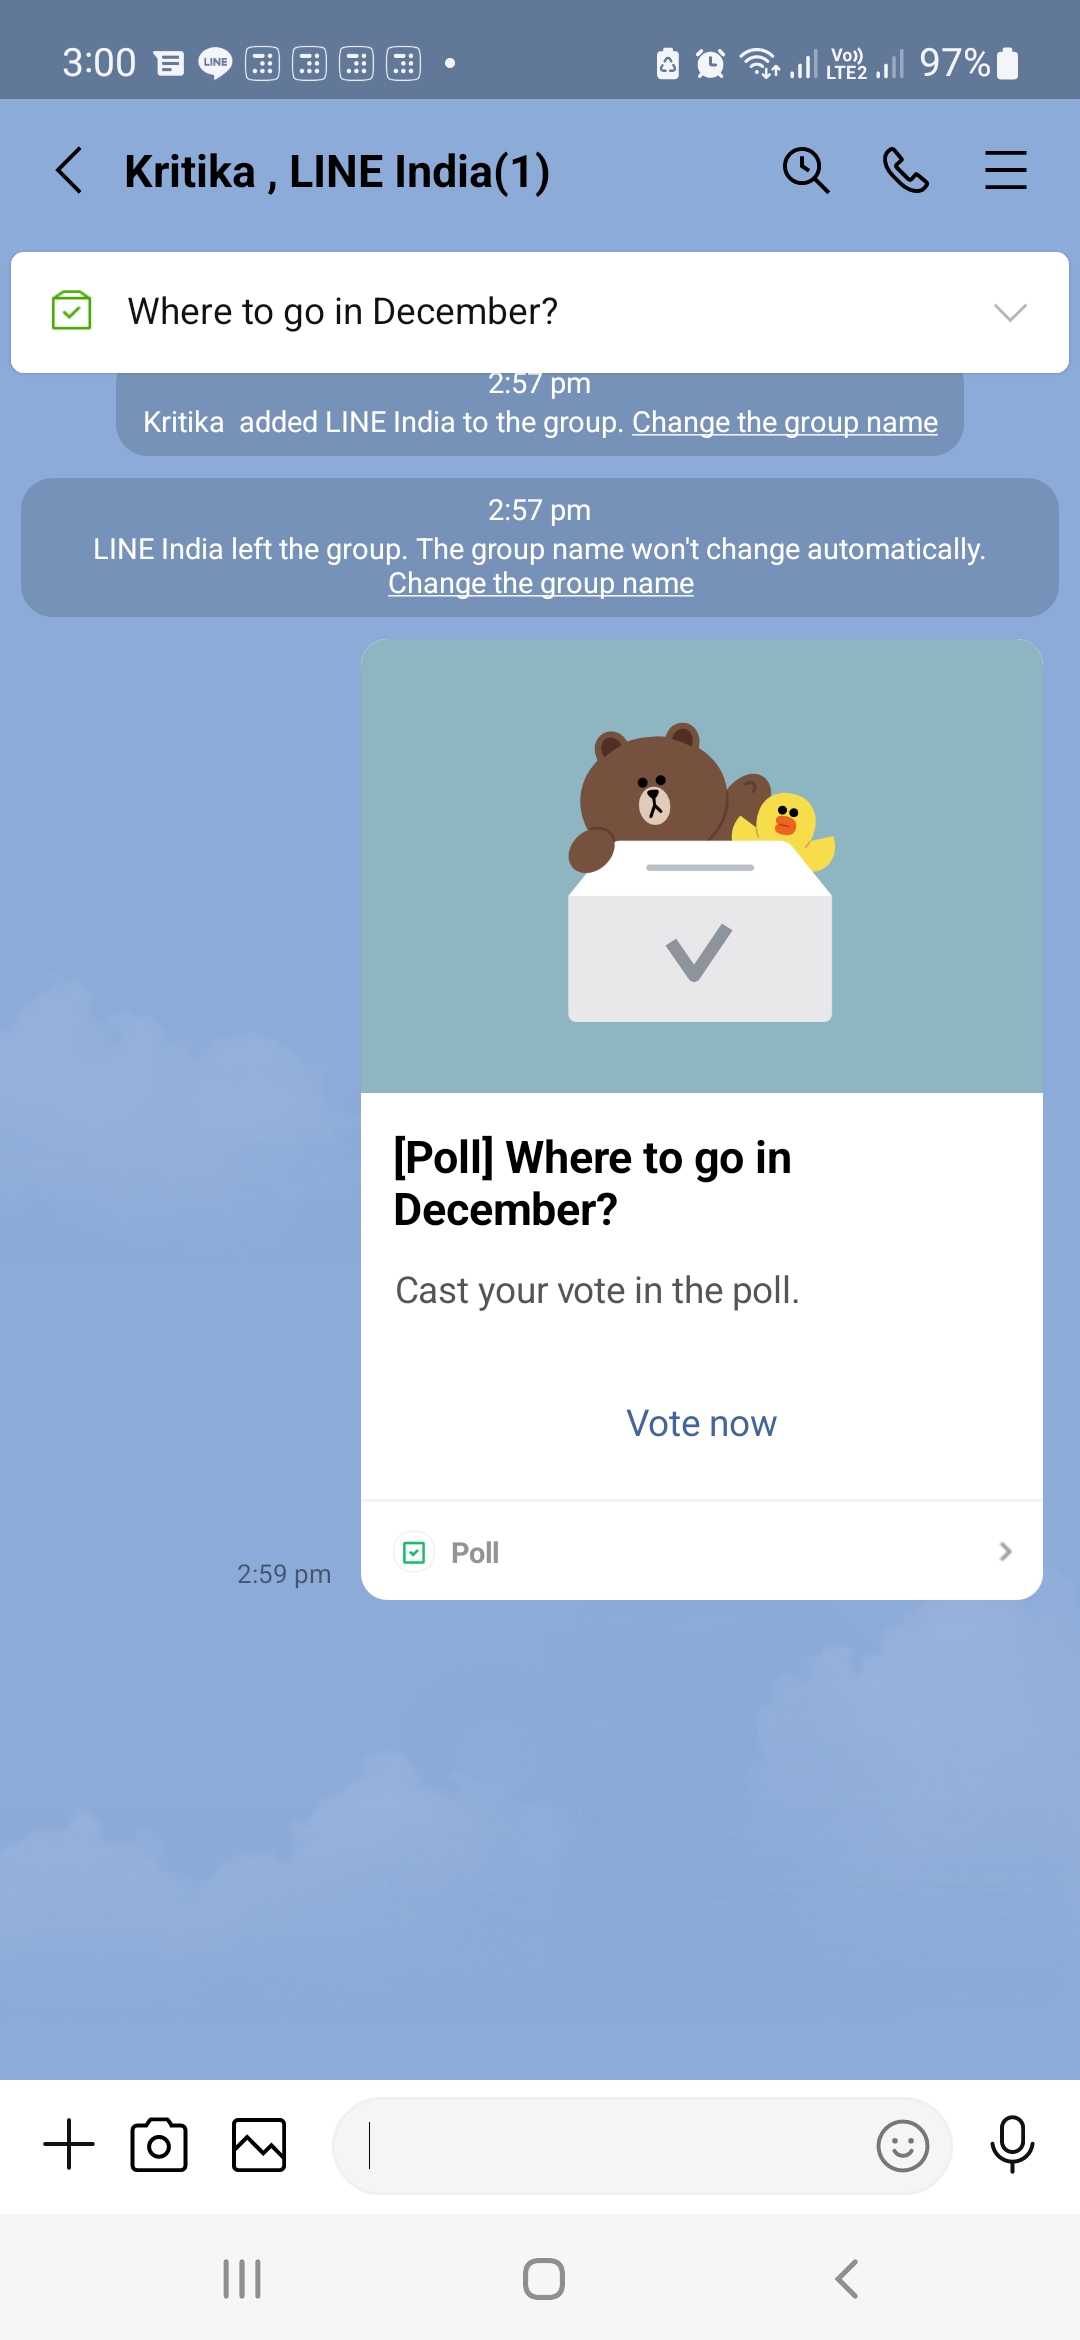 3:00 LINE Vo)) LTE2 97%
Kritika , LINE India(1)
Where to go in December?
2:57 pm
Kritika added LINE India to the group. Change the group name
2:57 pm
LINE India left the group. The group name won't change automatically.
Change the group name
[Poll] Where to go in
December?
Cast your vote in the poll.
Vote now
Poll
2:59 pm